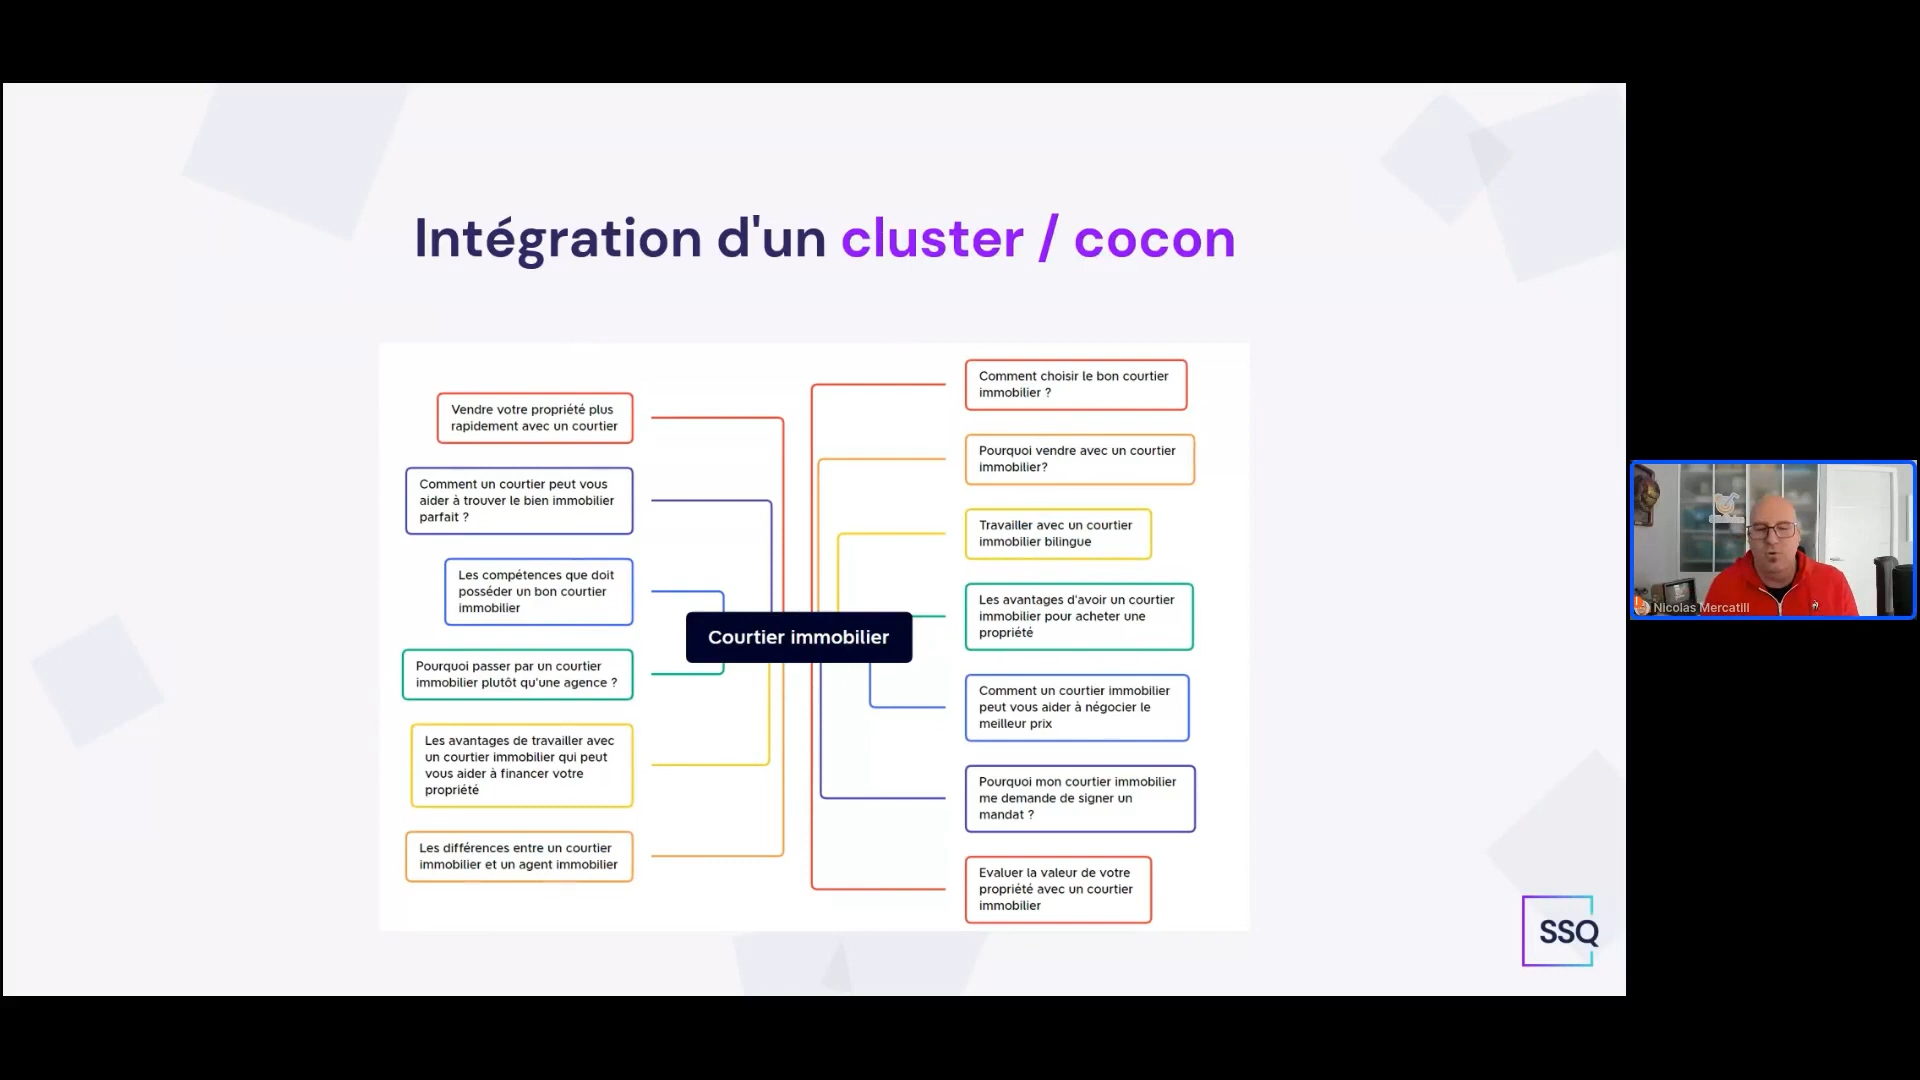 Intégration d'un cluster / cocon
Vendre votre propriété plus
rapidement avec un courtier
Comment un courtier peut vous
aider à trouver le bien immobilier
parfait ?
Les compétences que doit
posséder un bon courtier
immobilier
Pourquoi passer par un courtier
immobilier plutôt qu'une agence ?
Les avantages de travailler avec
un courtier immobilier qui peut
vous aider à financer votre
propriété
Les différences entre un courtier
immobilier et un agent immobilier
Courtier immobilier
Comment choisir le bon courtier
immobilier ?
Pourquoi vendre avec un courtier
immobilier?
Travailler avec un courtier
immobilier bilingue
Les avantages d'avoir un courtier
immobilier pour acheter une
propriété
Comment un courtier immobilier
peut vous aider à négocier le
meilleur prix
Pourquoi mon courtier immobilier
me demande de signer un
mandat ?
Evaluer la valeur de votre
propriété avec un courtier
immobilier
SSQ
Nicolas Mercatili